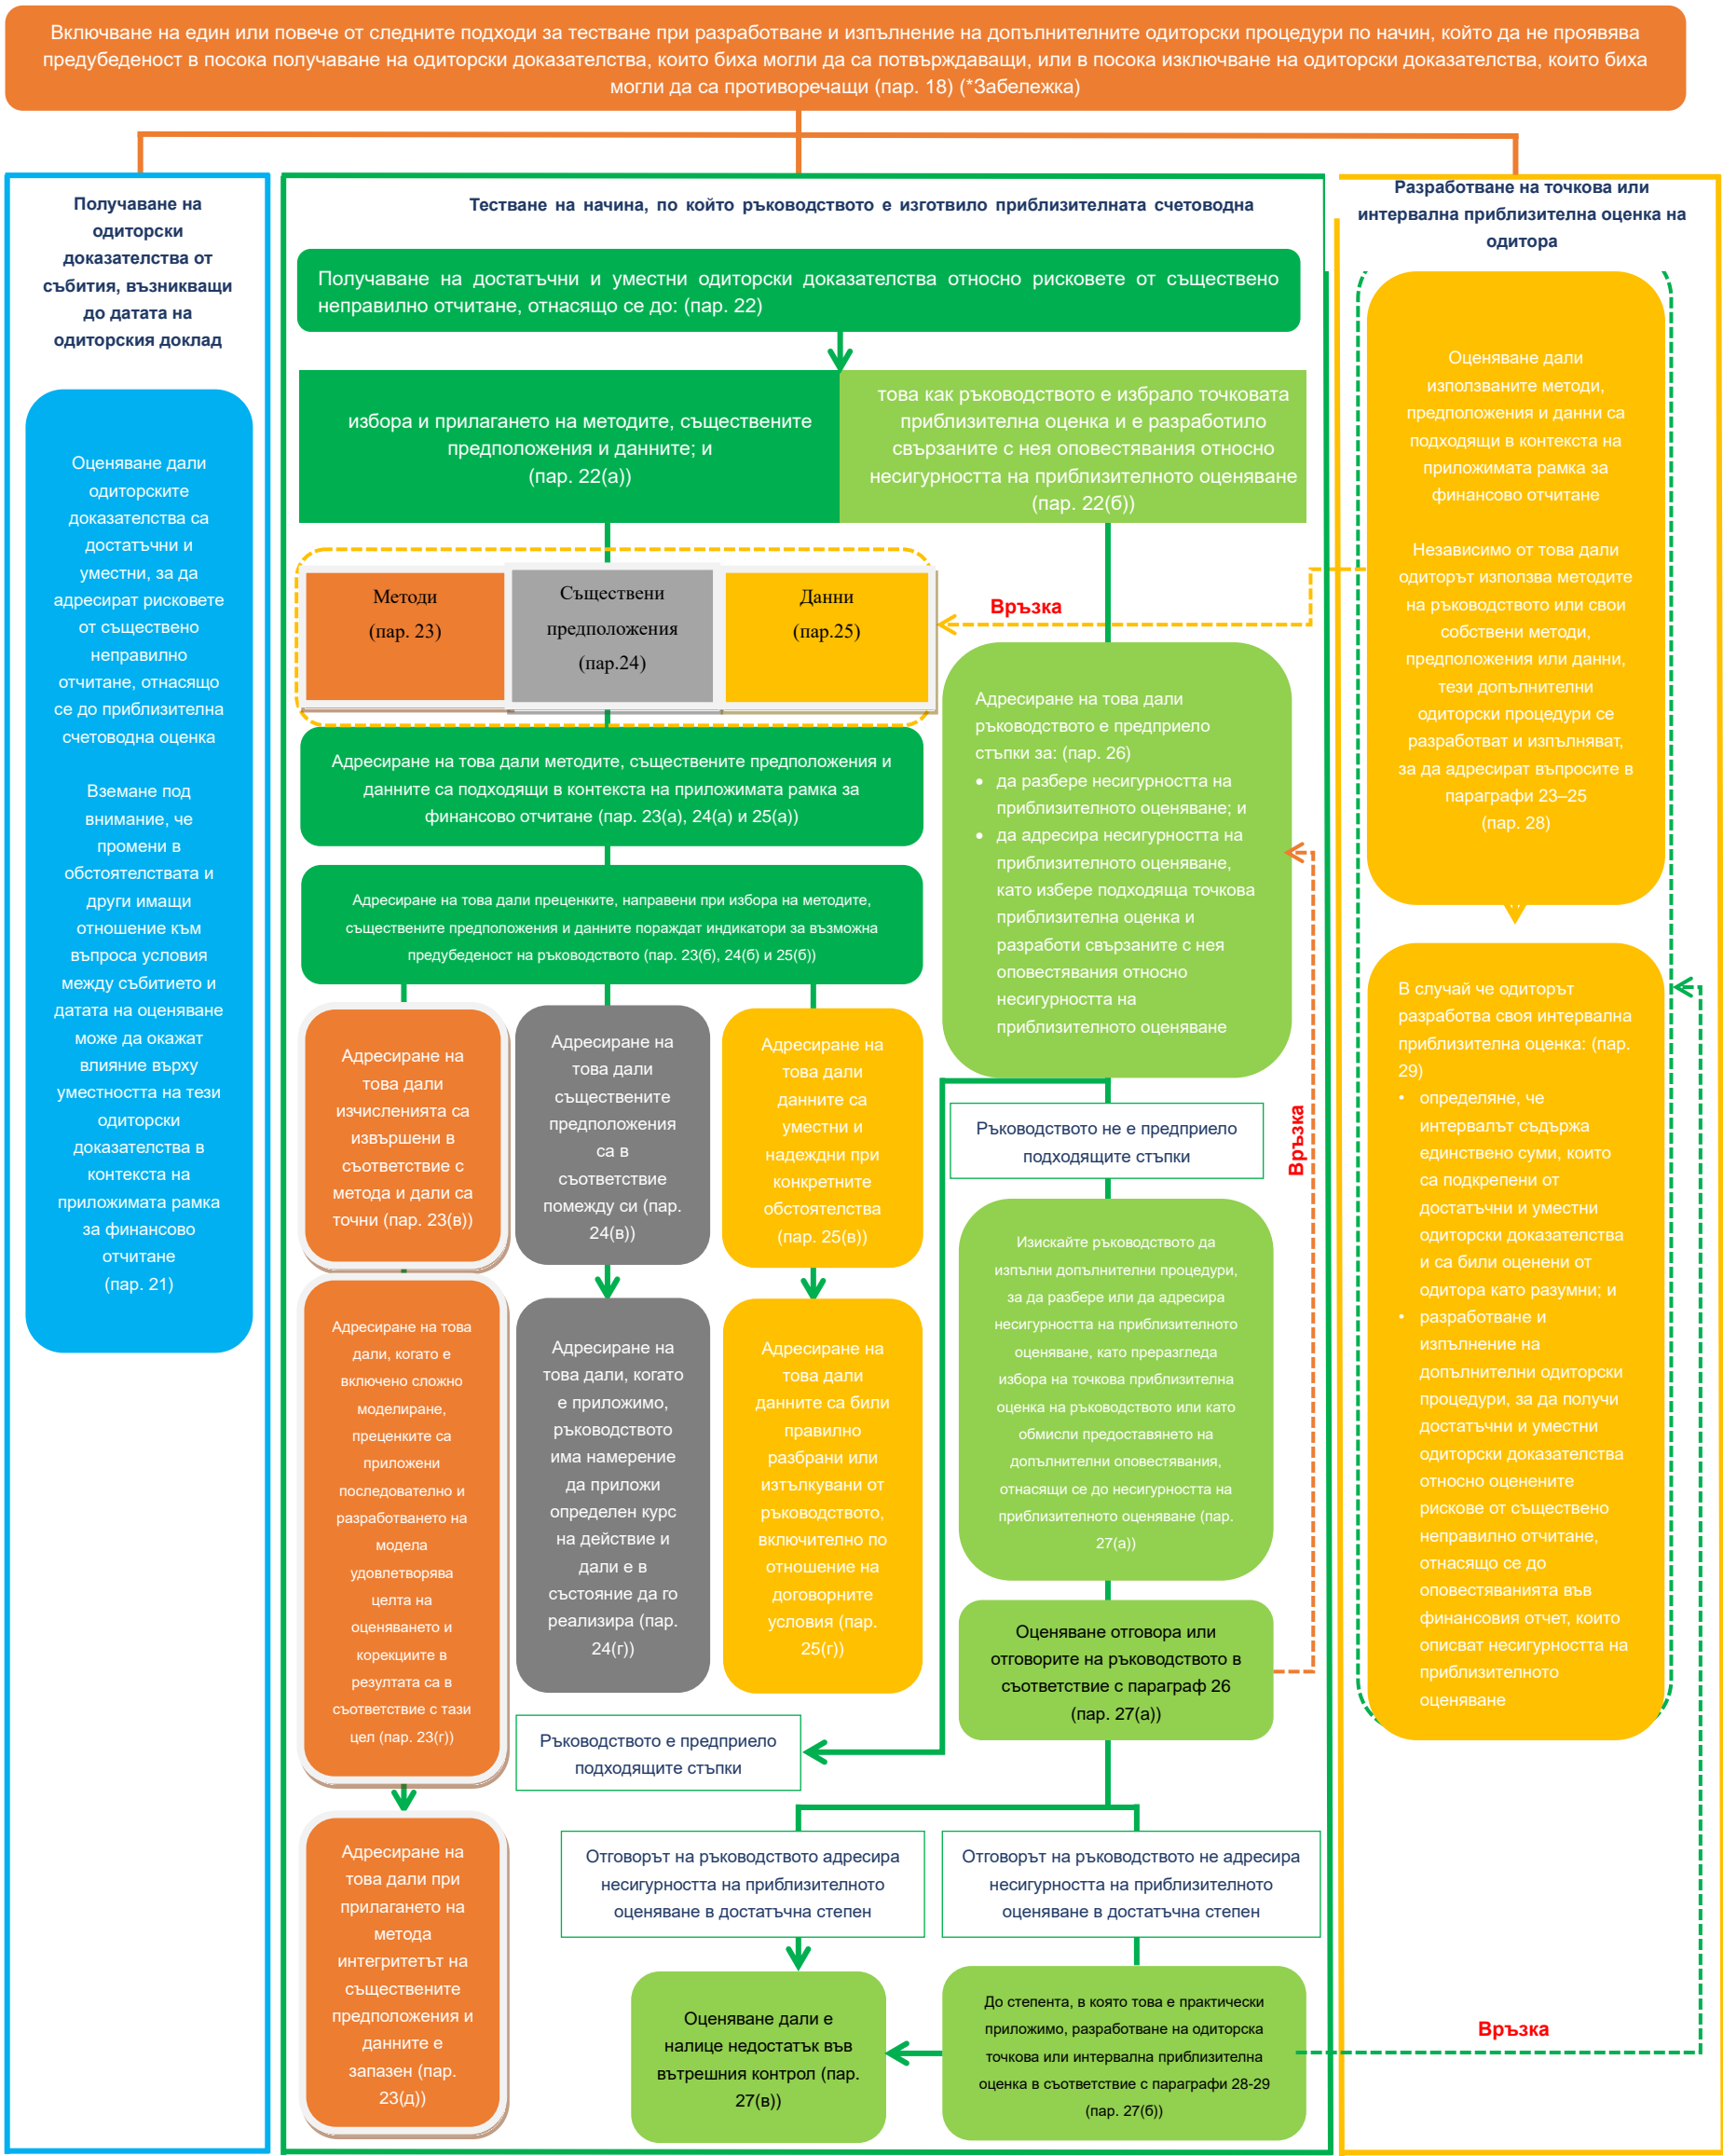 Включване на един или повече от следните подходи за тестване при разработване и изпълнение на допълнителните одиторски процедури по начин, който да не проявява
предубеденост в посока получаване на одиторски доказателства, които биха могли да са потвърждаващи, или в посока изключване на одиторски доказателства, които биха
могли да са противоречащи (пар. 18) (*Забележка)
Получаване на
одиторски
доказателства от
събития, възникващи
до датата на
одиторския доклад
Оценяване дали
одиторските
доказателства са
достатъчни и
уместни, за да
адресират рисковете
от съществено
неправилно
отчитане, отнасящо
се до приблизителна
счетоводна оценка
Вземане под
внимание, че
промени в
обстоятелствата и
други имащи
отношение към
въпроса условия
между събитието и
датата на оценяване
може да окажат
влияние върху
уместността на тези
одиторски
доказателства в
контекста на
приложимата рамка
за финансово
отчитане
(пар. 21)
Тестване на начина, по който ръководството е изготвило приблизителната счетоводна
Получаване на достатъчни и уместни одиторски доказателства относно рисковете от съществено
неправилно отчитане, отнасящо се до: (пар. 22)
избора и прилагането на методите, съществените
предположения и данните; и
(пар. 22(а))
това как ръководството е избрало точковата
приблизителна оценка и е разработило
свързаните с нея оповестявания относно
несигурността на приблизителното оценяване
(пар. 22(б))
Методи
(пар. 23)
Съществени
предположения
(пар.24)
Данни
(пар.25)
Връзка
Адресиране на това дали методите, съществените предположения и
данните са подходящи в контекста на приложимата рамка за
финансово отчитане (пар. 23(а), 24(а) и 25(а))
Адресиране на това дали преценките, направени при избора на методите,
съществените предположения и данните пораждат индикатори за възможна
предубеденост на ръководството (пар. 23(б), 24(б) и 25(б))
Адресиране на
това дали
изчисленията са
извършени в
съответствие с
метода и дали са
точни (пар. 23(в))
Адресиране на
това дали
съществените
предположения
са в
съответствие
помежду си (пар.
24(в))
Адресиране на
това дали
данните са
уместни и
надеждни при
конкретните
обстоятелства
(пар. 25(в))
Адресиране на това
дали, когато е
включено сложно
моделиране,
преценките са
приложени
последователно и
разработването на
модела
удовлетворява
целта на
оценяването и
корекциите в
резултата са в
съответствие с тази
цел (пар. 23(г))
Адресиране на
това дали, когато
е приложимо,
ръководството
има намерение
да приложи
определен курс
на действие и
дали е в
състояние да го
реализира (пар.
24(г))
Адресиране на
това дали
данните са били
правилно
разбрани или
изтълкувани от
ръководството,
включително по
отношение на
договорните
условия (пар.
25(г))
Адресиране на
това дали при
прилагането на
метода
интегритетът на
съществените
предположения и
данните е
запазен (пар.
23(д))
Адресиране на това дали
ръководството е предприело
стъпки за: (пар. 26)
• да разбере несигурността на
приблизителното оценяване; и
• да адресира несигурността на
приблизителното оценяване,
като избере подходяща точкова
приблизителна оценка и
разработи свързаните с нея
оповестявания относно
несигурността на
приблизителното оценяване
Ръководството не е предприело
подходящите стъпки
Връзка
Изискайте ръководството да
изпълни допълнителни процедури,
за да разбере или да адресира
несигурността на приблизителното
оценяване, като преразгледа
избора на точкова приблизителна
оценка на ръководството или като
обмисли предоставянето на
допълнителни оповестявания,
отнасящи се до несигурността на
приблизителното оценяване (пар.
27(а))
Оценяване отговора или
отговорите на ръководството в
съответствие с параграф 26
(пар. 27(а))
Ръководството е предприело
подходящите стъпки
Отговорът на ръководството адресира
несигурността на приблизителното
оценяване в достатъчна степен
Отговорът на ръководството не адресира
несигурността на приблизителното
оценяване в достатъчна степен
Оценяване дали е
налице недостатък във
вътрешния контрол (пар.
27(в))
До степента, в която това е практически
приложимо, разработване на одиторска
точкова или интервална приблизителна
оценка в съответствие с параграфи 28-29
(пар. 27(б))
Разработване на точкова или
интервална приблизителна оценка на
одитора
Оценяване дали
използваните методи,
предположения и данни са
подходящи в контекста на
приложимата рамка за
финансово отчитане
Независимо от това дали
одиторът използва методите
на ръководството или свои
собствени методи,
предположения или данни,
тези допълнителни
одиторски процедури се
разработват и изпълняват,
за да адресират въпросите в
параграфи 23–25
(пар. 28)
В случай че одиторът
разработва своя интервална
приблизителна оценка: (пар.
29)
• определяне, че
интервалът съдържа
единствено суми, които
са подкрепени от
достатъчни и уместни
одиторски доказателства
и са били оценени от
одитора като разумни; и
• разработване и
изпълнение на
допълнителни одиторски
процедури, за да получи
достатъчни и уместни
одиторски доказателства
относно оценените
рискове от съществено
неправилно отчитане,
отнасящо се до
оповестяванията във
финансовия отчет, които
описват несигурността на
приблизителното
оценяване
Връзка